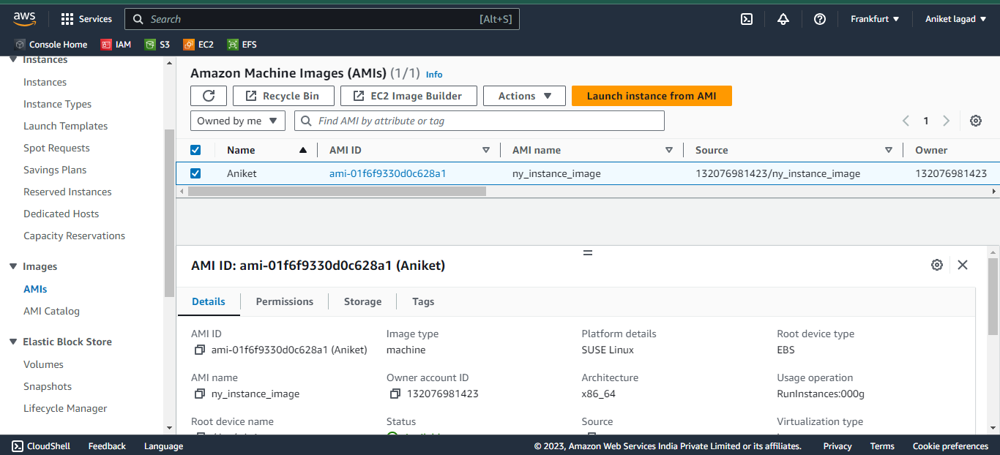 aws Services Search [Alt+S] Frankfurt Aniket lagad
Console Home IAM S3 EC2 EFS
Instances
Instances
Instance Types
Launch Templates
Spot Requests
Savings Plans
Reserved Instances
Dedicated Hosts
Capacity Reservations
Images
AMIs
AMI Catalog
Elastic Block Store
Volumes
Snapshots
Lifecycle Manager
Amazon Machine Images (AMIs) (1/1) Info
Recycle Bin EC2 Image Builder Actions Launch instance from AMI
Owned by me Find AMI by attribute or tag 1
Name AMI ID AMI name Source Owner
Aniket ami-01f6f9330d0c628a1 ny_instance_image 132076981423/ny_instance_image 132076981423
AMI ID: ami-01f6f9330d0c628a1 (Aniket)
Details Permissions Storage Tags
AMI ID Image type Platform details Root device type
ami-01f6f9330d0c628a1 (Aniket) machine SUSE Linux EBS
AMI name Owner account ID Architecture Usage operation
ny_instance_image 132076981423 x86_64 RunInstances:000g
Root device name Status Source Virtualization type
CloudShell Feedback Language © 2023, Amazon Web Services India Private Limited or its affiliates. Privacy Terms Cookie preferences